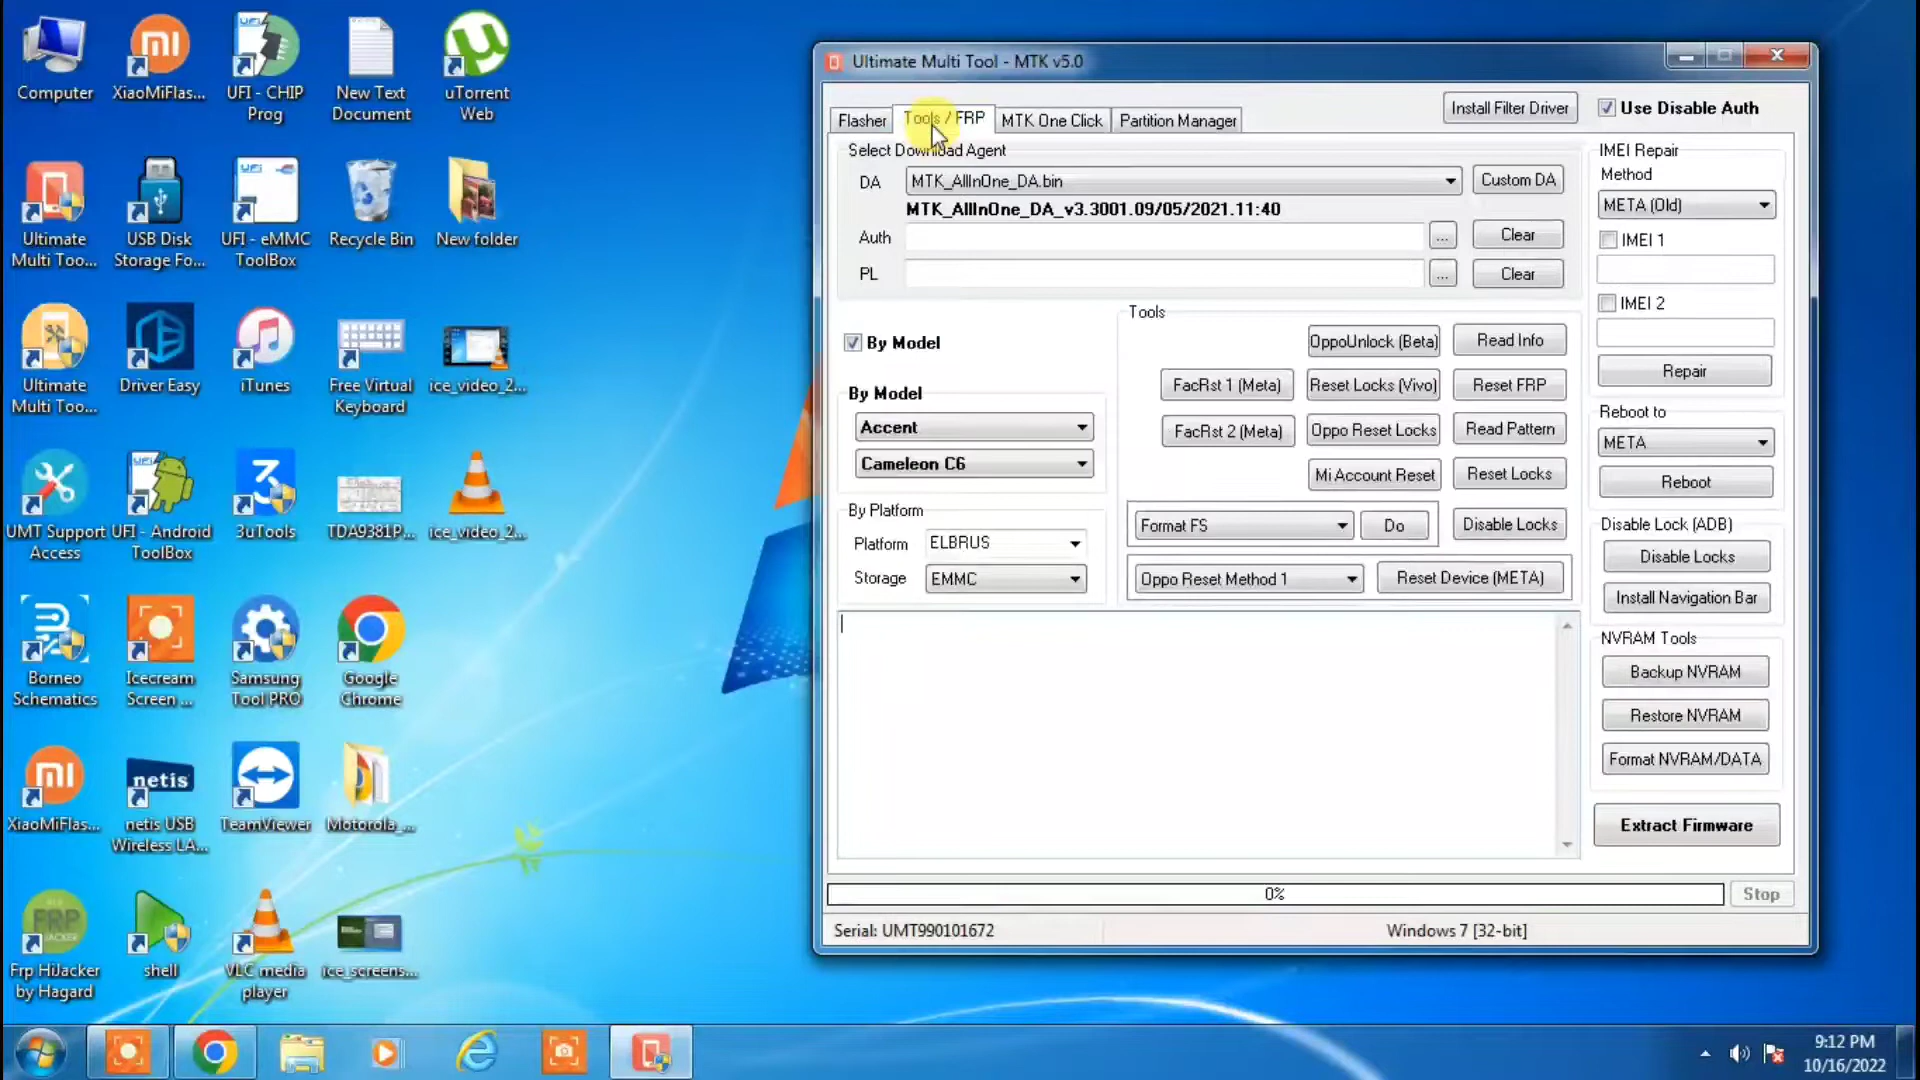 Computer
XiaoMiFlas...
UFI - CHIP
Prog
New Text
Document
uTorrent
Web
Ultimate
Multi Too...
USB Disk
Storage Fo...
UFI - eMMC
ToolBox
Recycle Bin
New folder
Ultimate
Multi Too...
Driver Easy
iTunes
Free Virtual
Keyboard
ice_video_2...
UMT Support
Access
UFI - Android
ToolBox
3uTools
TDA9381P...
ice_video_2...
Borneo
Schematics
Icecream
Screen ...
Samsung
Tool PRO
Google
Chrome
XiaoMiFlas...
netis
netis USB
Wireless LA...
TeamViewer
Motorola_...
FRP
HIJACKER
Frp HiJacker
by Hagard
shell
VLC media
player
ice_screens...
Ultimate Multi Tool - MTK v5.0
Flasher
Tools / FRP
MTK One Click
Partition Manager
Install Filter Driver
Use Disable Auth
Select Download Agent
DA
MTK_AllInOne_DA.bin
Custom DA
MTK_AllInOne_DA_v3.3001.09/05/2021.11:40
Auth
...
Clear
PL
...
Clear
By Model
By Model
Accent
Cameleon C6
By Platform
Platform
ELBRUS
Storage
EMMC
Tools
OppoUnlock (Beta)
Read Info
FacRst 1 (Meta)
Reset Locks (Vivo)
Reset FRP
FacRst 2 (Meta)
Oppo Reset Locks
Read Pattern
Mi Account Reset
Reset Locks
Format FS
Do
Disable Locks
Oppo Reset Method 1
Reset Device (META)
IMEI Repair
Method
META (Old)
IMEI 1
IMEI 2
Repair
Reboot to
META
Reboot
Disable Lock (ADB)
Disable Locks
Install Navigation Bar
NVRAM Tools
Backup NVRAM
Restore NVRAM
Format NVRAM/DATA
Extract Firmware
0%
Stop
Serial: UMT990101672
Windows 7 [32-bit]
9:12 PM
10/16/2022